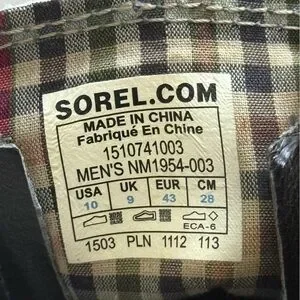 SOREL.COM
MADE IN CHINA
Fabriqué En Chine
1510741003
MEN'S NM1954-003
USA UK EUR CM
10 9 43 28
ECA-6
1503 PLN 1112 113